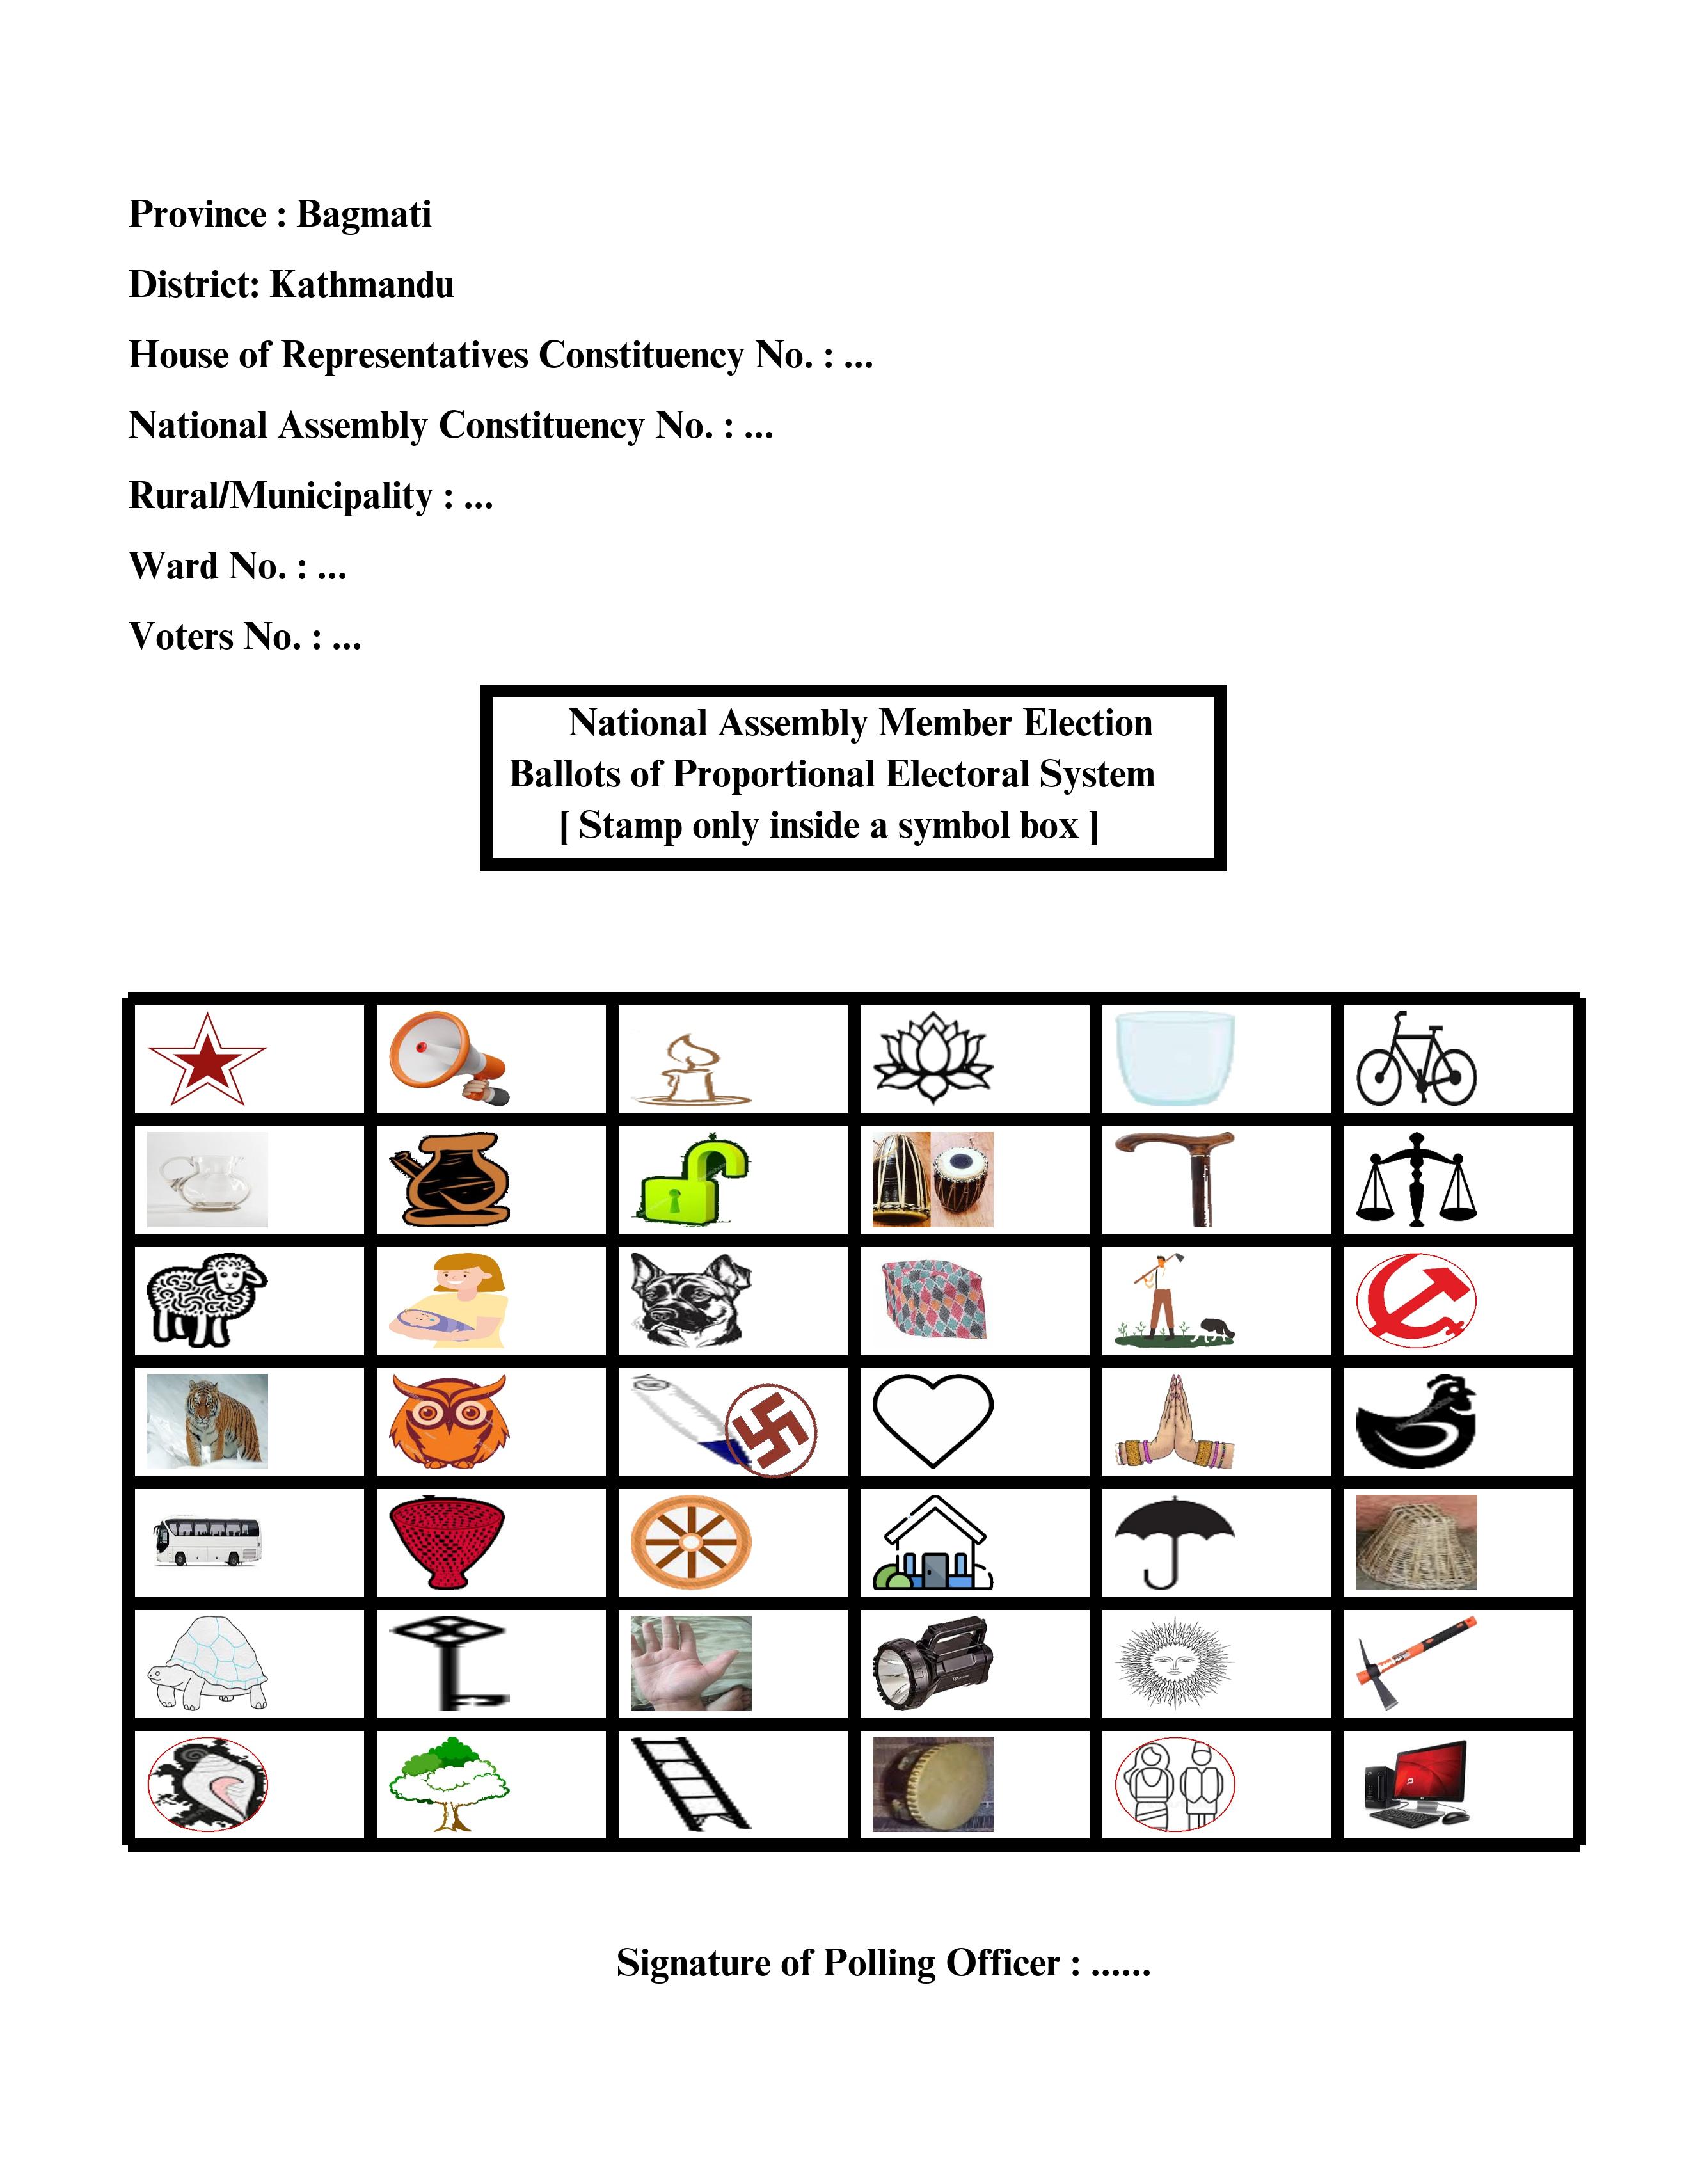 Province : Bagmati
District: Kathmandu
House of Representatives Constituency No. : ...
National Assembly Constituency No. : ...
Rural/Municipality : ...
Ward No. : ...
Voters No. : ...
National Assembly Member Election
Ballots of Proportional Electoral System
[ Stamp only inside a symbol box ]
Signature of Polling Officer : ......